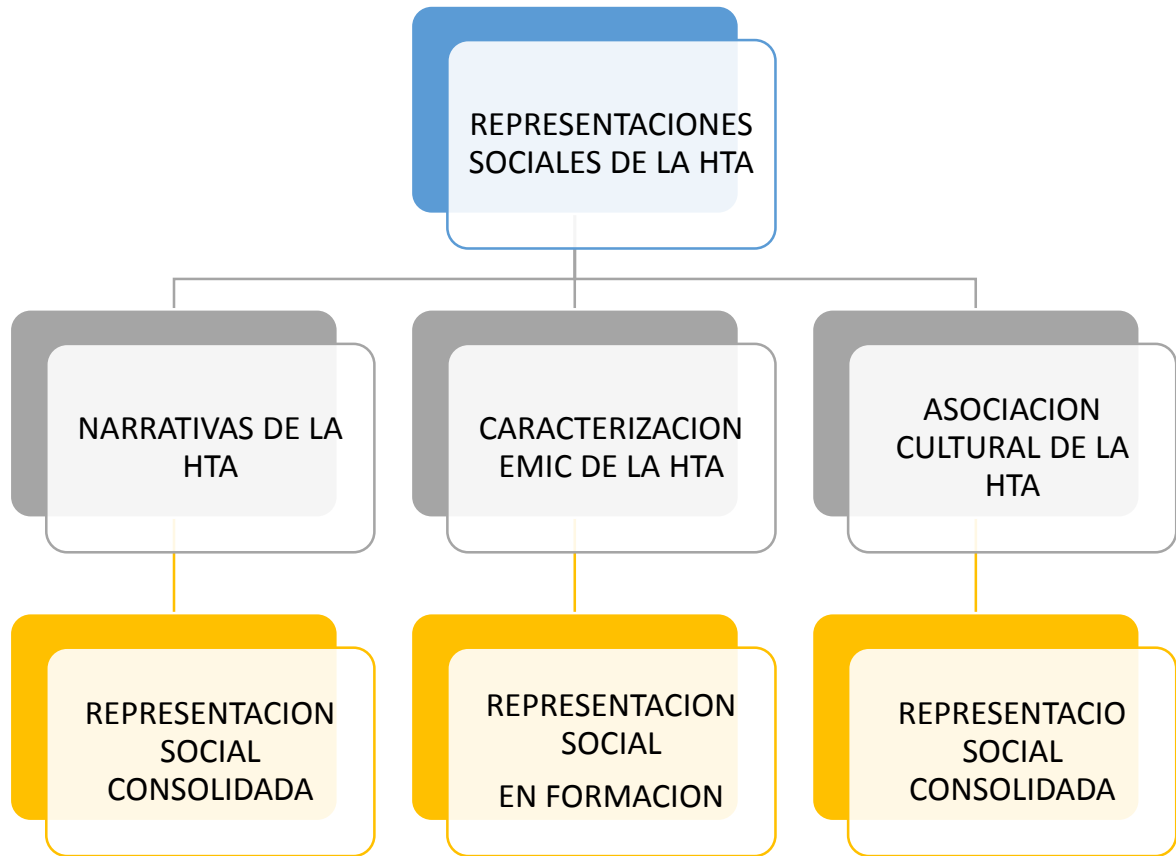 REPRESENTACIONES
SOCIALES DE LA HTA
NARRATIVAS DE LA
HTA
CARACTERIZACION
EMIC DE LA HTA
ASOCIACION
CULTURAL DE LA
HTA
REPRESENTACION
SOCIAL
CONSOLIDADA
REPRESENTACION
SOCIAL
EN FORMACION
REPRESENTACIO
SOCIAL
CONSOLIDADA